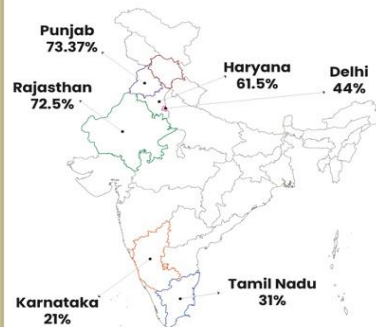 Punjab
73.37%
Haryana
61.5%
Delhi
44%
Rajasthan
72.5%
Karnataka
21%
Tamil Nadu
31%